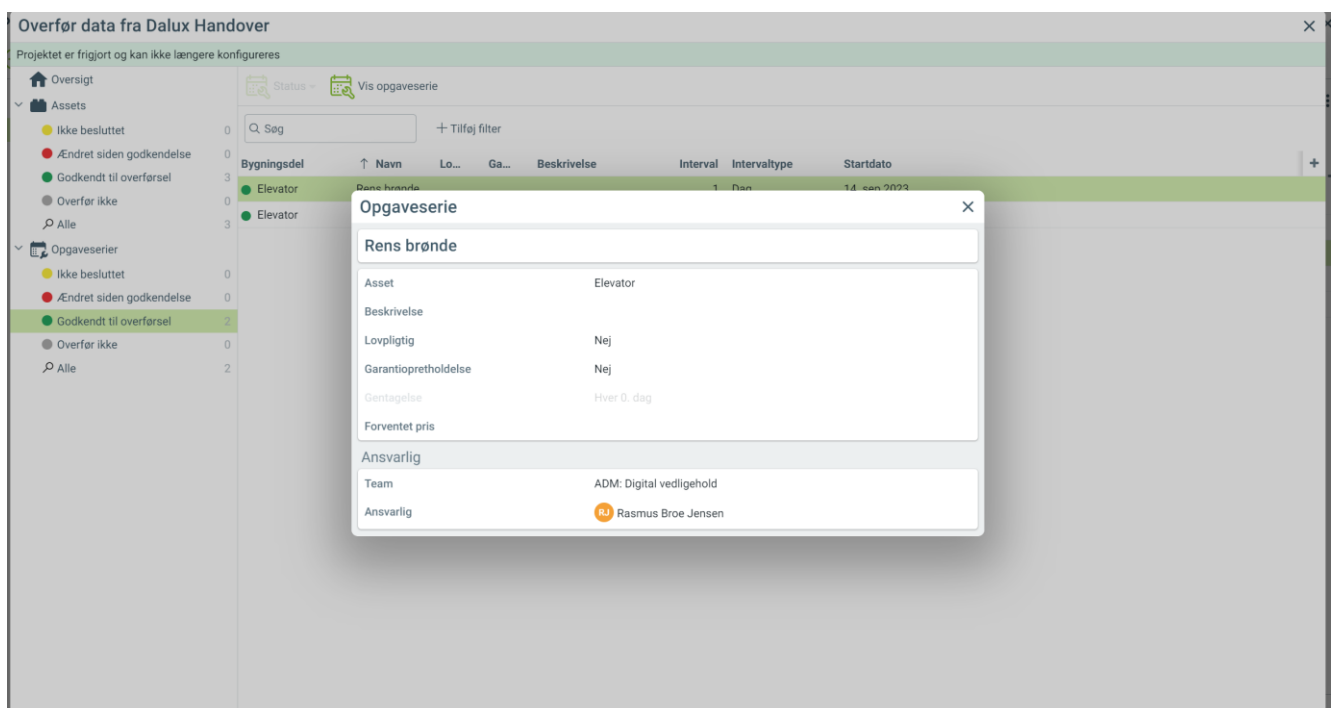 Overfør data fra Dalux Handover
Projektet er frigjort og kan ikke længere konfigureres
Oversigt
Assets
Ikke besluttet 0
Ændret siden godkendelse 0
Godkendt til overførsel 3
Overfør ikke 0
Alle 3
Opgaveserier
Ikke besluttet 0
Ændret siden godkendelse 0
Godkendt til overførsel 2
Overfør ikke 0
Alle 2
Status Vis opgaveserie
Søg + Tilføj filter
Bygningsdel ↑ Navn Lo... Ga... Beskrivelse Interval Intervaltype Startdato +
Elevator Rens brønde 1 Dag 14. sep 2023
Elevator
Opgaveserie
Rens brønde
Asset Elevator
Beskrivelse
Lovpligtig Nej
Garantiopretholdelse Nej
Gentagelse Hver 0. dag
Forventet pris
Ansvarlig
Team ADM: Digital vedligehold
Ansvarlig RJ Rasmus Broe Jensen